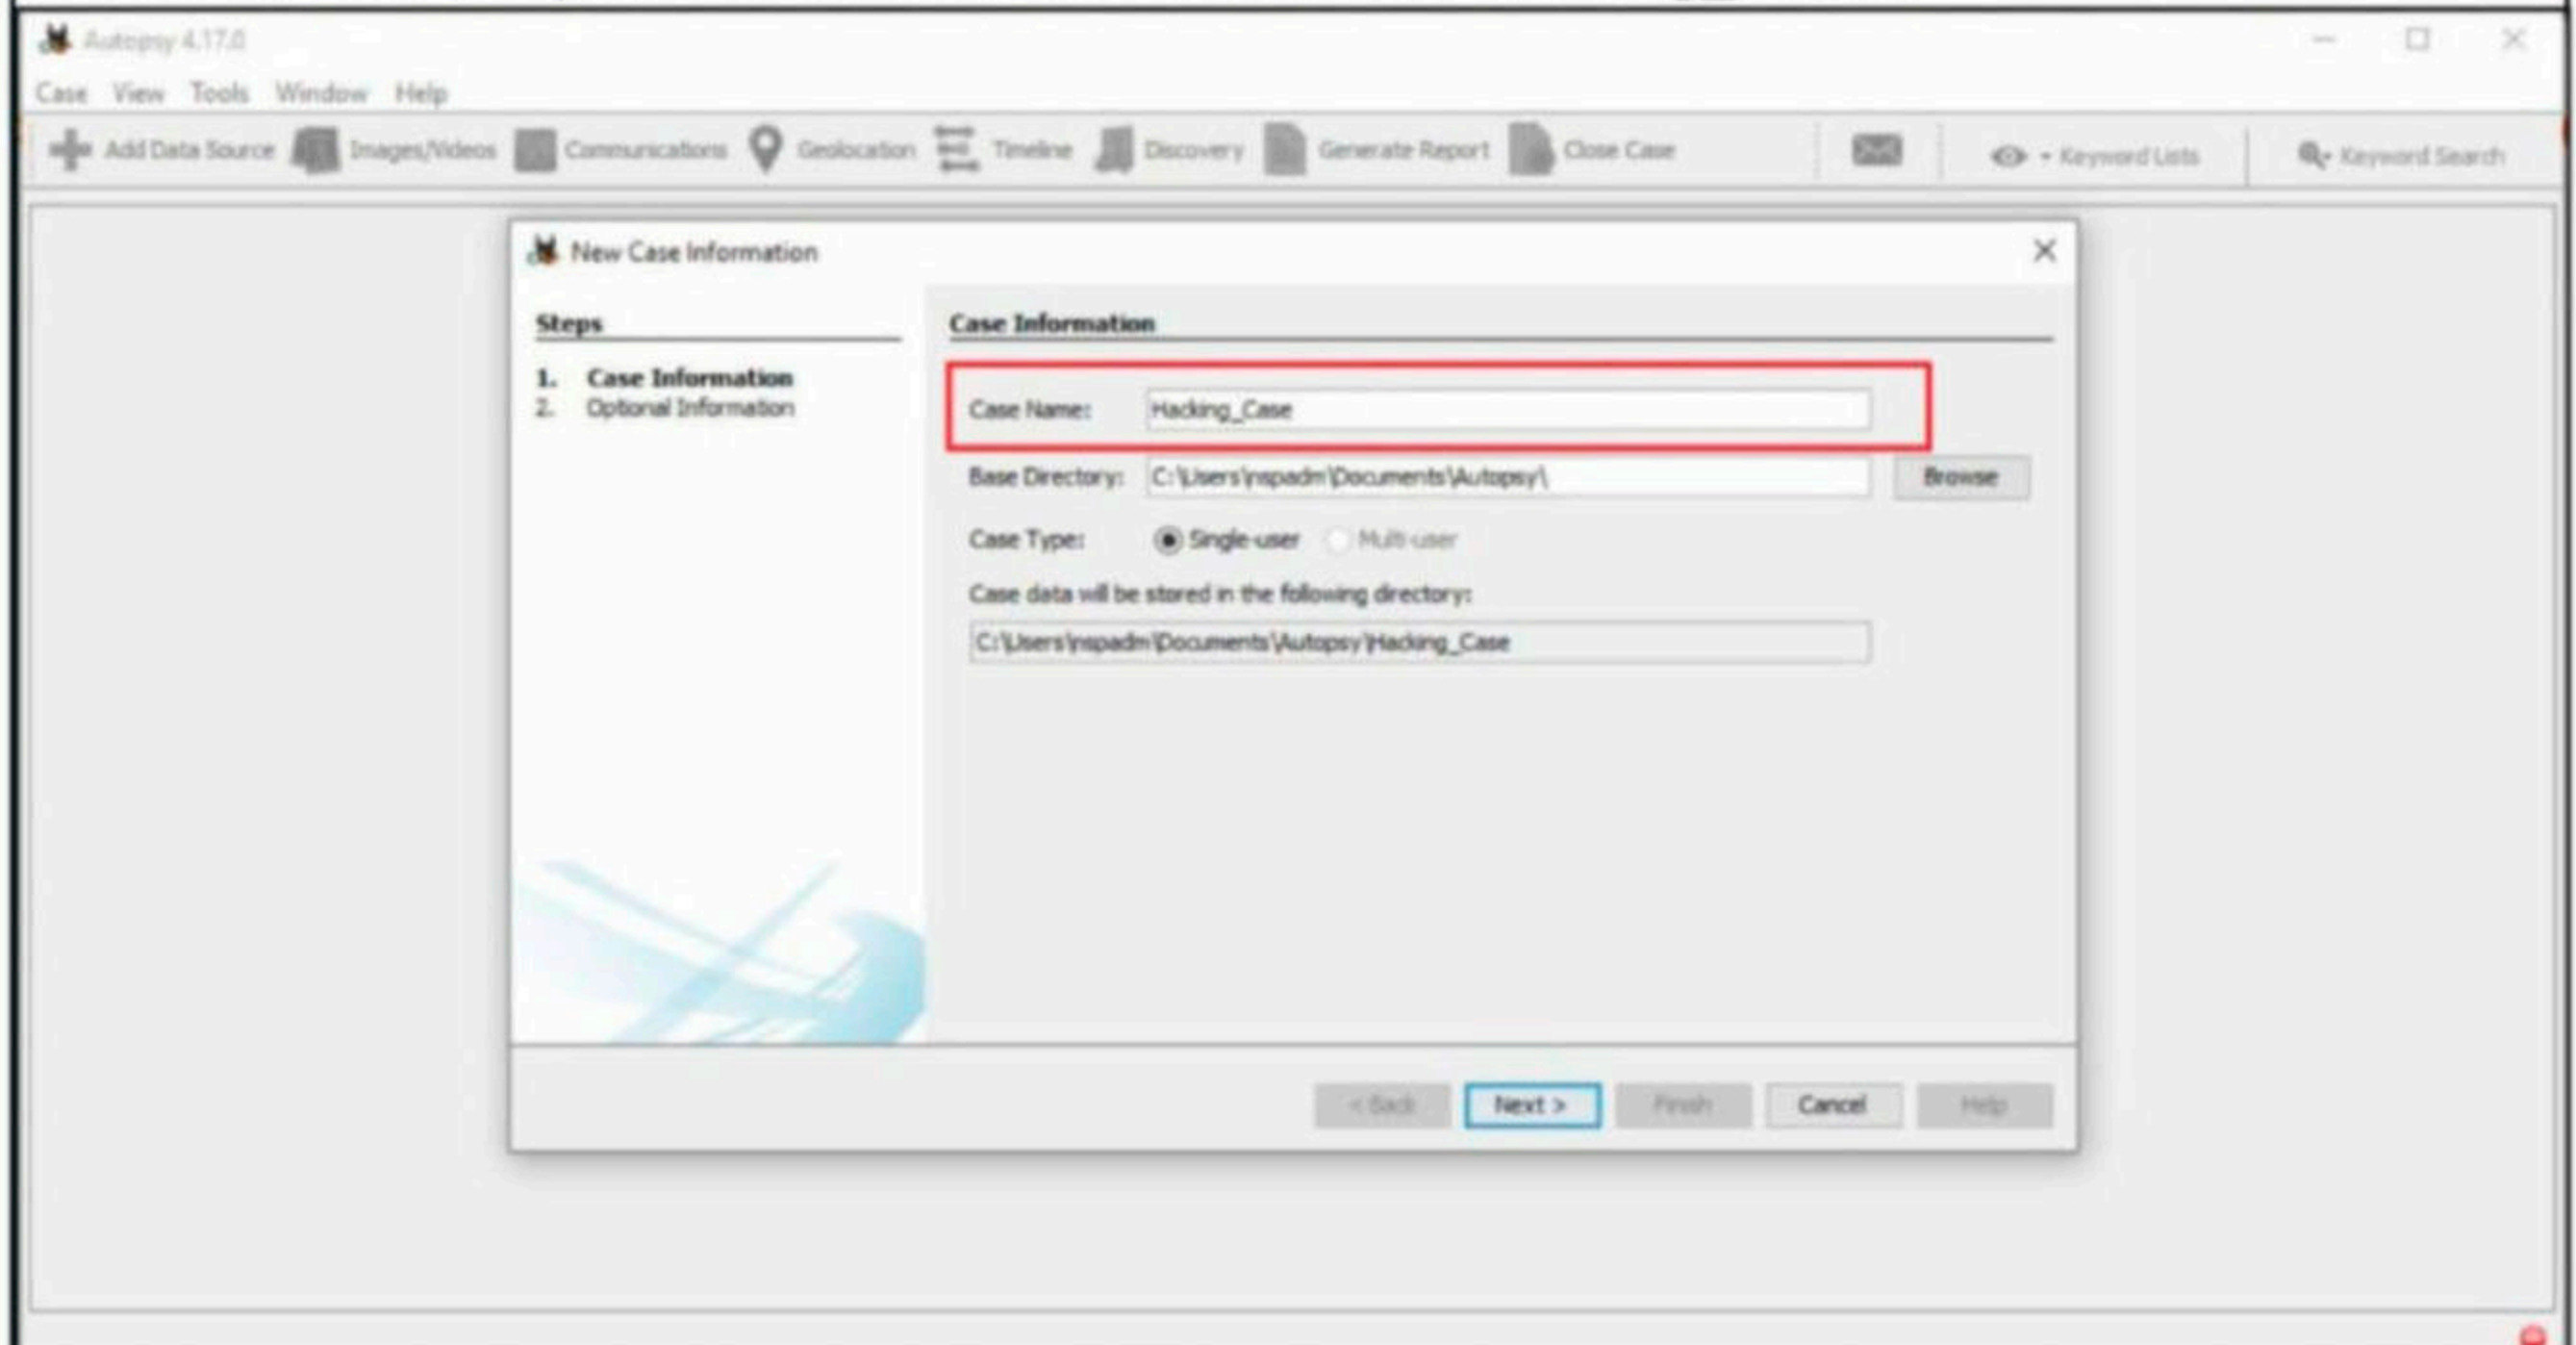 Autopsy 4.17.0
Case View Tools Window Help
Add Data Source Images/Videos Communications Geolocation Timeline Discovery Generate Report Close Case Keyword Lists Keyword Search
New Case Information
Steps
1. Case Information
2. Optional Information
Case Information
Case Name: Hacking_Case
Base Directory: C:\Users\nspadm\Documents\Autopsy\ Browse
Case Type: Single-user Multi-user
Case data will be stored in the following directory:
C:\Users\nspadm\Documents\Autopsy\Hacking_Case
< Back Next > Finish Cancel Help